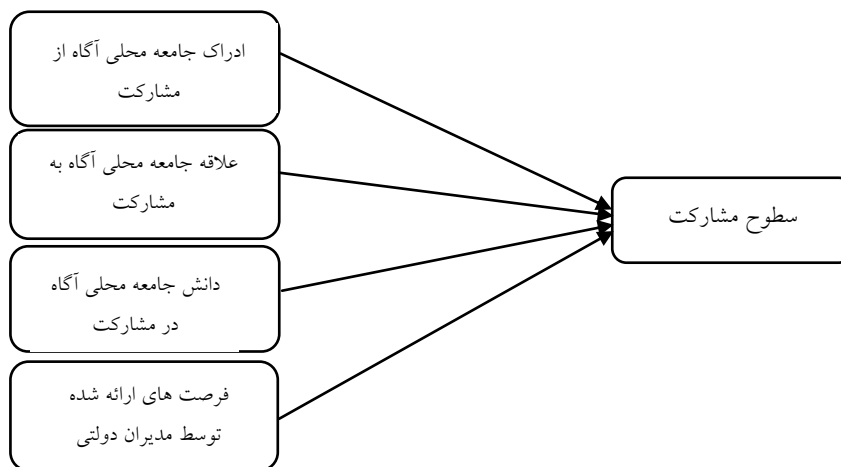 ادراک جامعه محلی آگاه از
مشارکت
علاقه جامعه محلی آگاه به
مشارکت
سطوح مشارکت
دانش جامعه محلی آگاه
در مشارکت
فرصت های ارائه شده
توسط مدیران دولتی